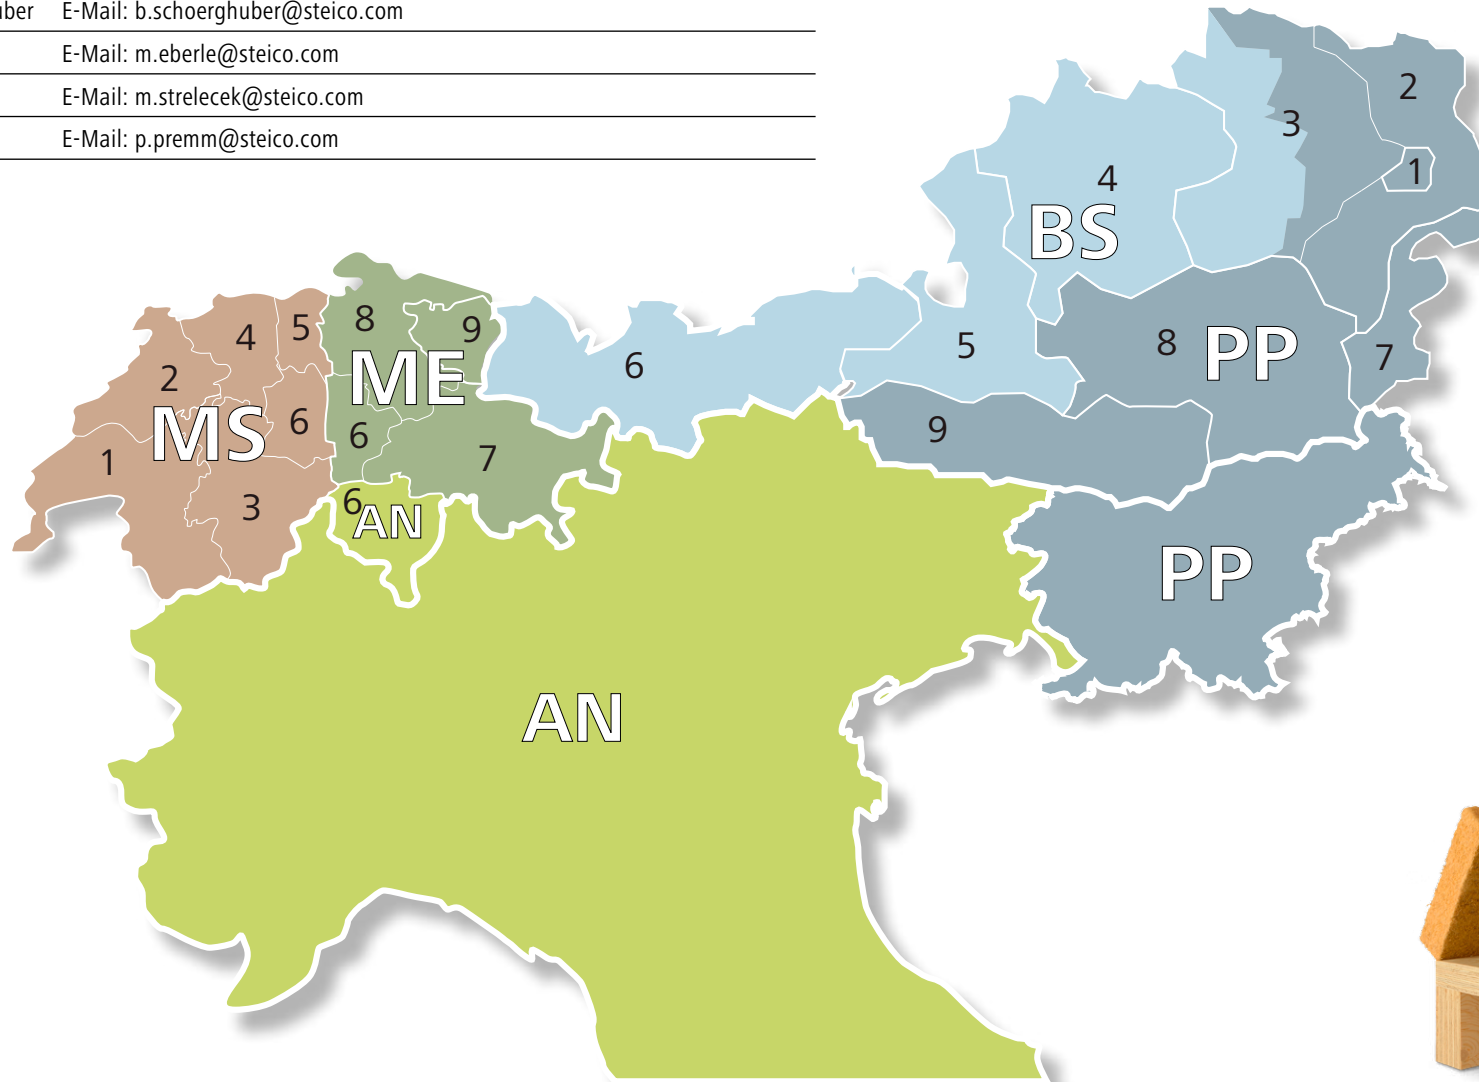 uber E-Mail: b.schoerghuber@steico.com
E-Mail: m.eberle@steico.com
E-Mail: m.strelecek@steico.com
E-Mail: p.premm@steico.com
2
3
1
4
BS
8
5
9
4
2
ME
6
5
8
PP
7
MS
6
6
9
1
7
3
6
AN
PP
AN